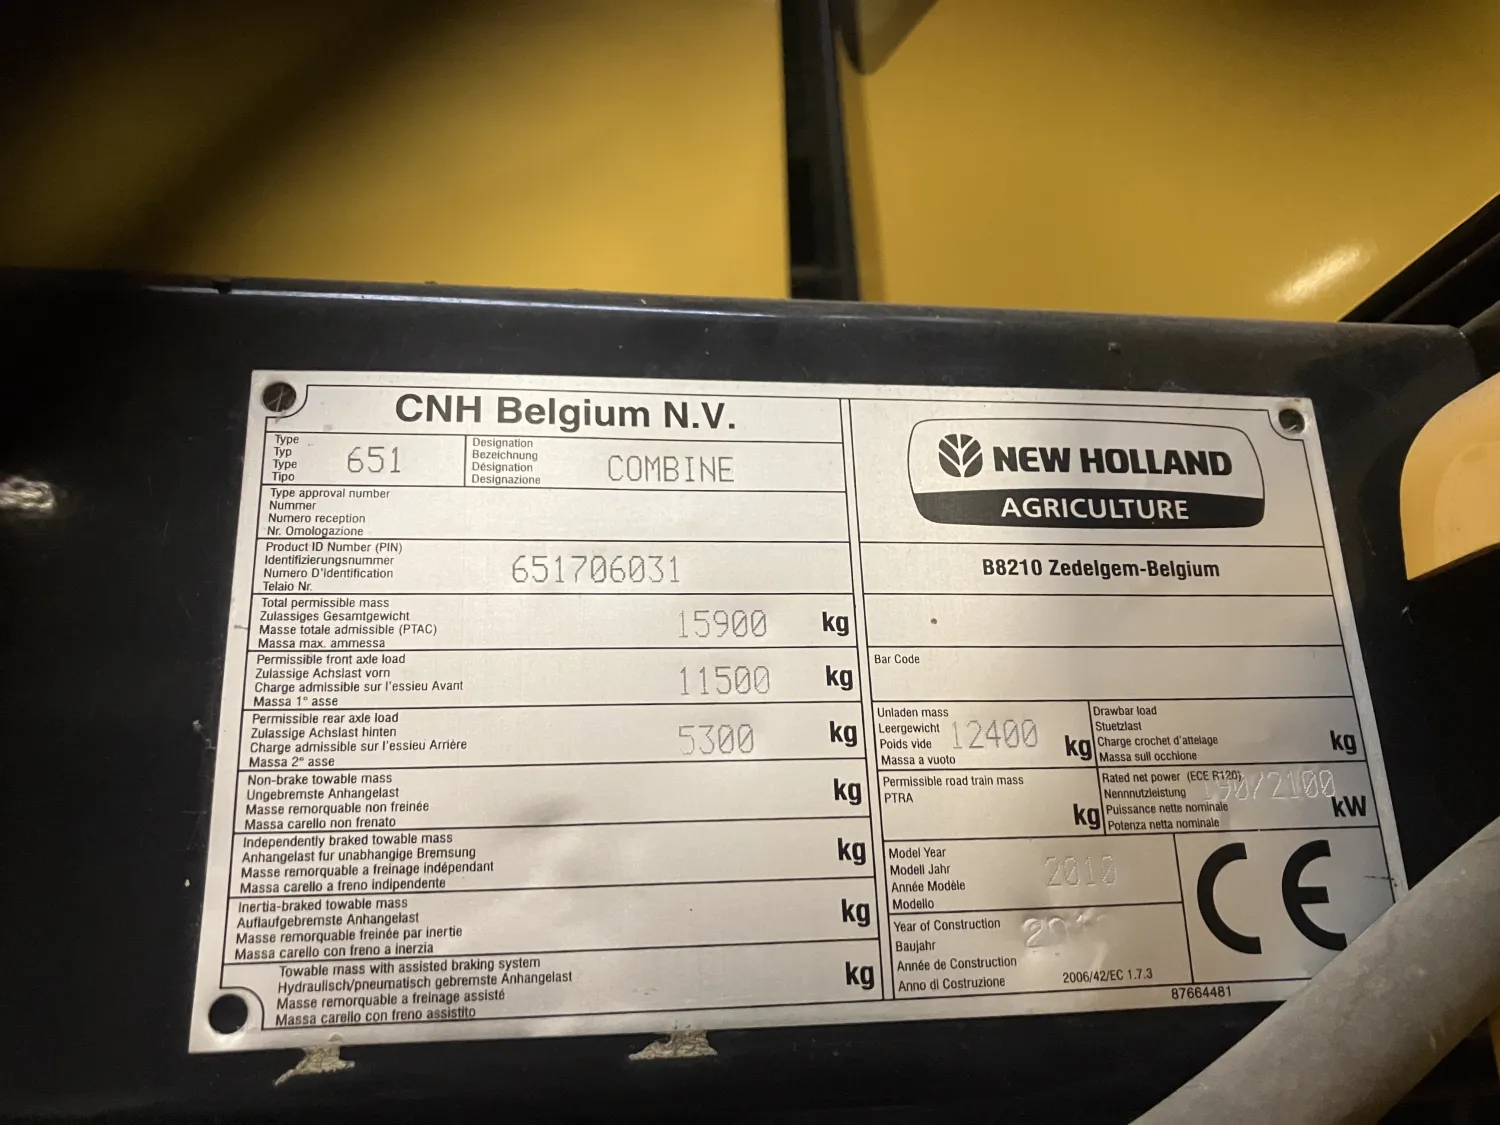 CNH Belgium N.V.
Type
Typ
Type
Tipo
651
Designation
Bezeichnung
Désignation
Designazione
COMBINE
Type approval number
Nummer
Numero reception
Nr. Omologazione
Product ID Number (PIN)
Identifizierungsnummer
Numero D'identification
Telaio Nr.
651706031
Total permissible mass
Zulassiges Gesamtgewicht
Masse totale admissible (PTAC)
Massa max. ammessa
15900 kg
Permissible front axle load
Zulassige Achslast vorn
Charge admissible sur l'essieu Avant
Massa 1° asse
11500 kg
Permissible rear axle load
Zulassige Achslast hinten
Charge admissible sur l'essieu Arrière
Massa 2° asse
5300 kg
Non-brake towable mass
Ungebremste Anhangelast
Masse remorquable non freinée
Massa carello non frenato
kg
Independently braked towable mass
Anhangelast fur unabhangige Bremsung
Masse remorquable a freinage indépendant
Massa carello a freno indipendente
kg
Inertia-braked towable mass
Auflaufgebremste Anhangelast
Masse remorquable freinée par inertie
Massa carello con freno a inerzia
kg
Towable mass with assisted braking system
Hydraulisch/pneumatisch gebremste Anhangelast
Masse remorquable a freinage assisté
Massa carello con freno assistito
kg
NEW HOLLAND
AGRICULTURE
B8210 Zedelgem-Belgium
Bar Code
Unladen mass
Leergewicht
Poids vide
Massa a vuoto
12400 kg
Drawbar load
Stuetzlast
Charge crochet d'attelage
Massa sull occhione
kg
Permissible road train mass
PTRA
kg
Rated net power (ECE R120)
Nennnutzleistung
Puissance nette nominale
Potenza netta nominale
190/2100
kW
Model Year
Modell Jahr
Année Modèle
Modello
2010
Year of Construction
Baujahr
Année de Construction
Anno di Costruzione
2006/42/EC 1.7.3
CE
87664481